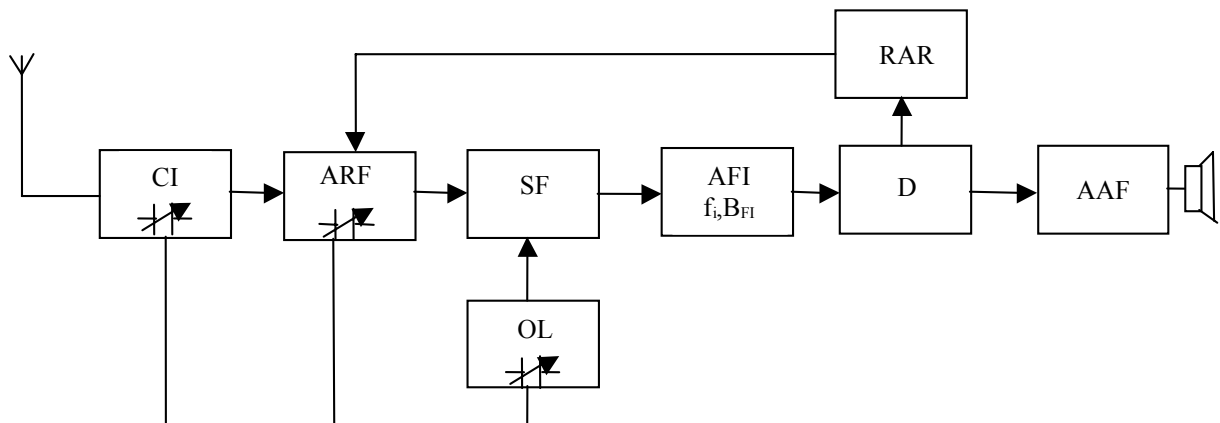 RAR
CI
ARF
SF
AFI
fi,BFI
D
AAF
OL